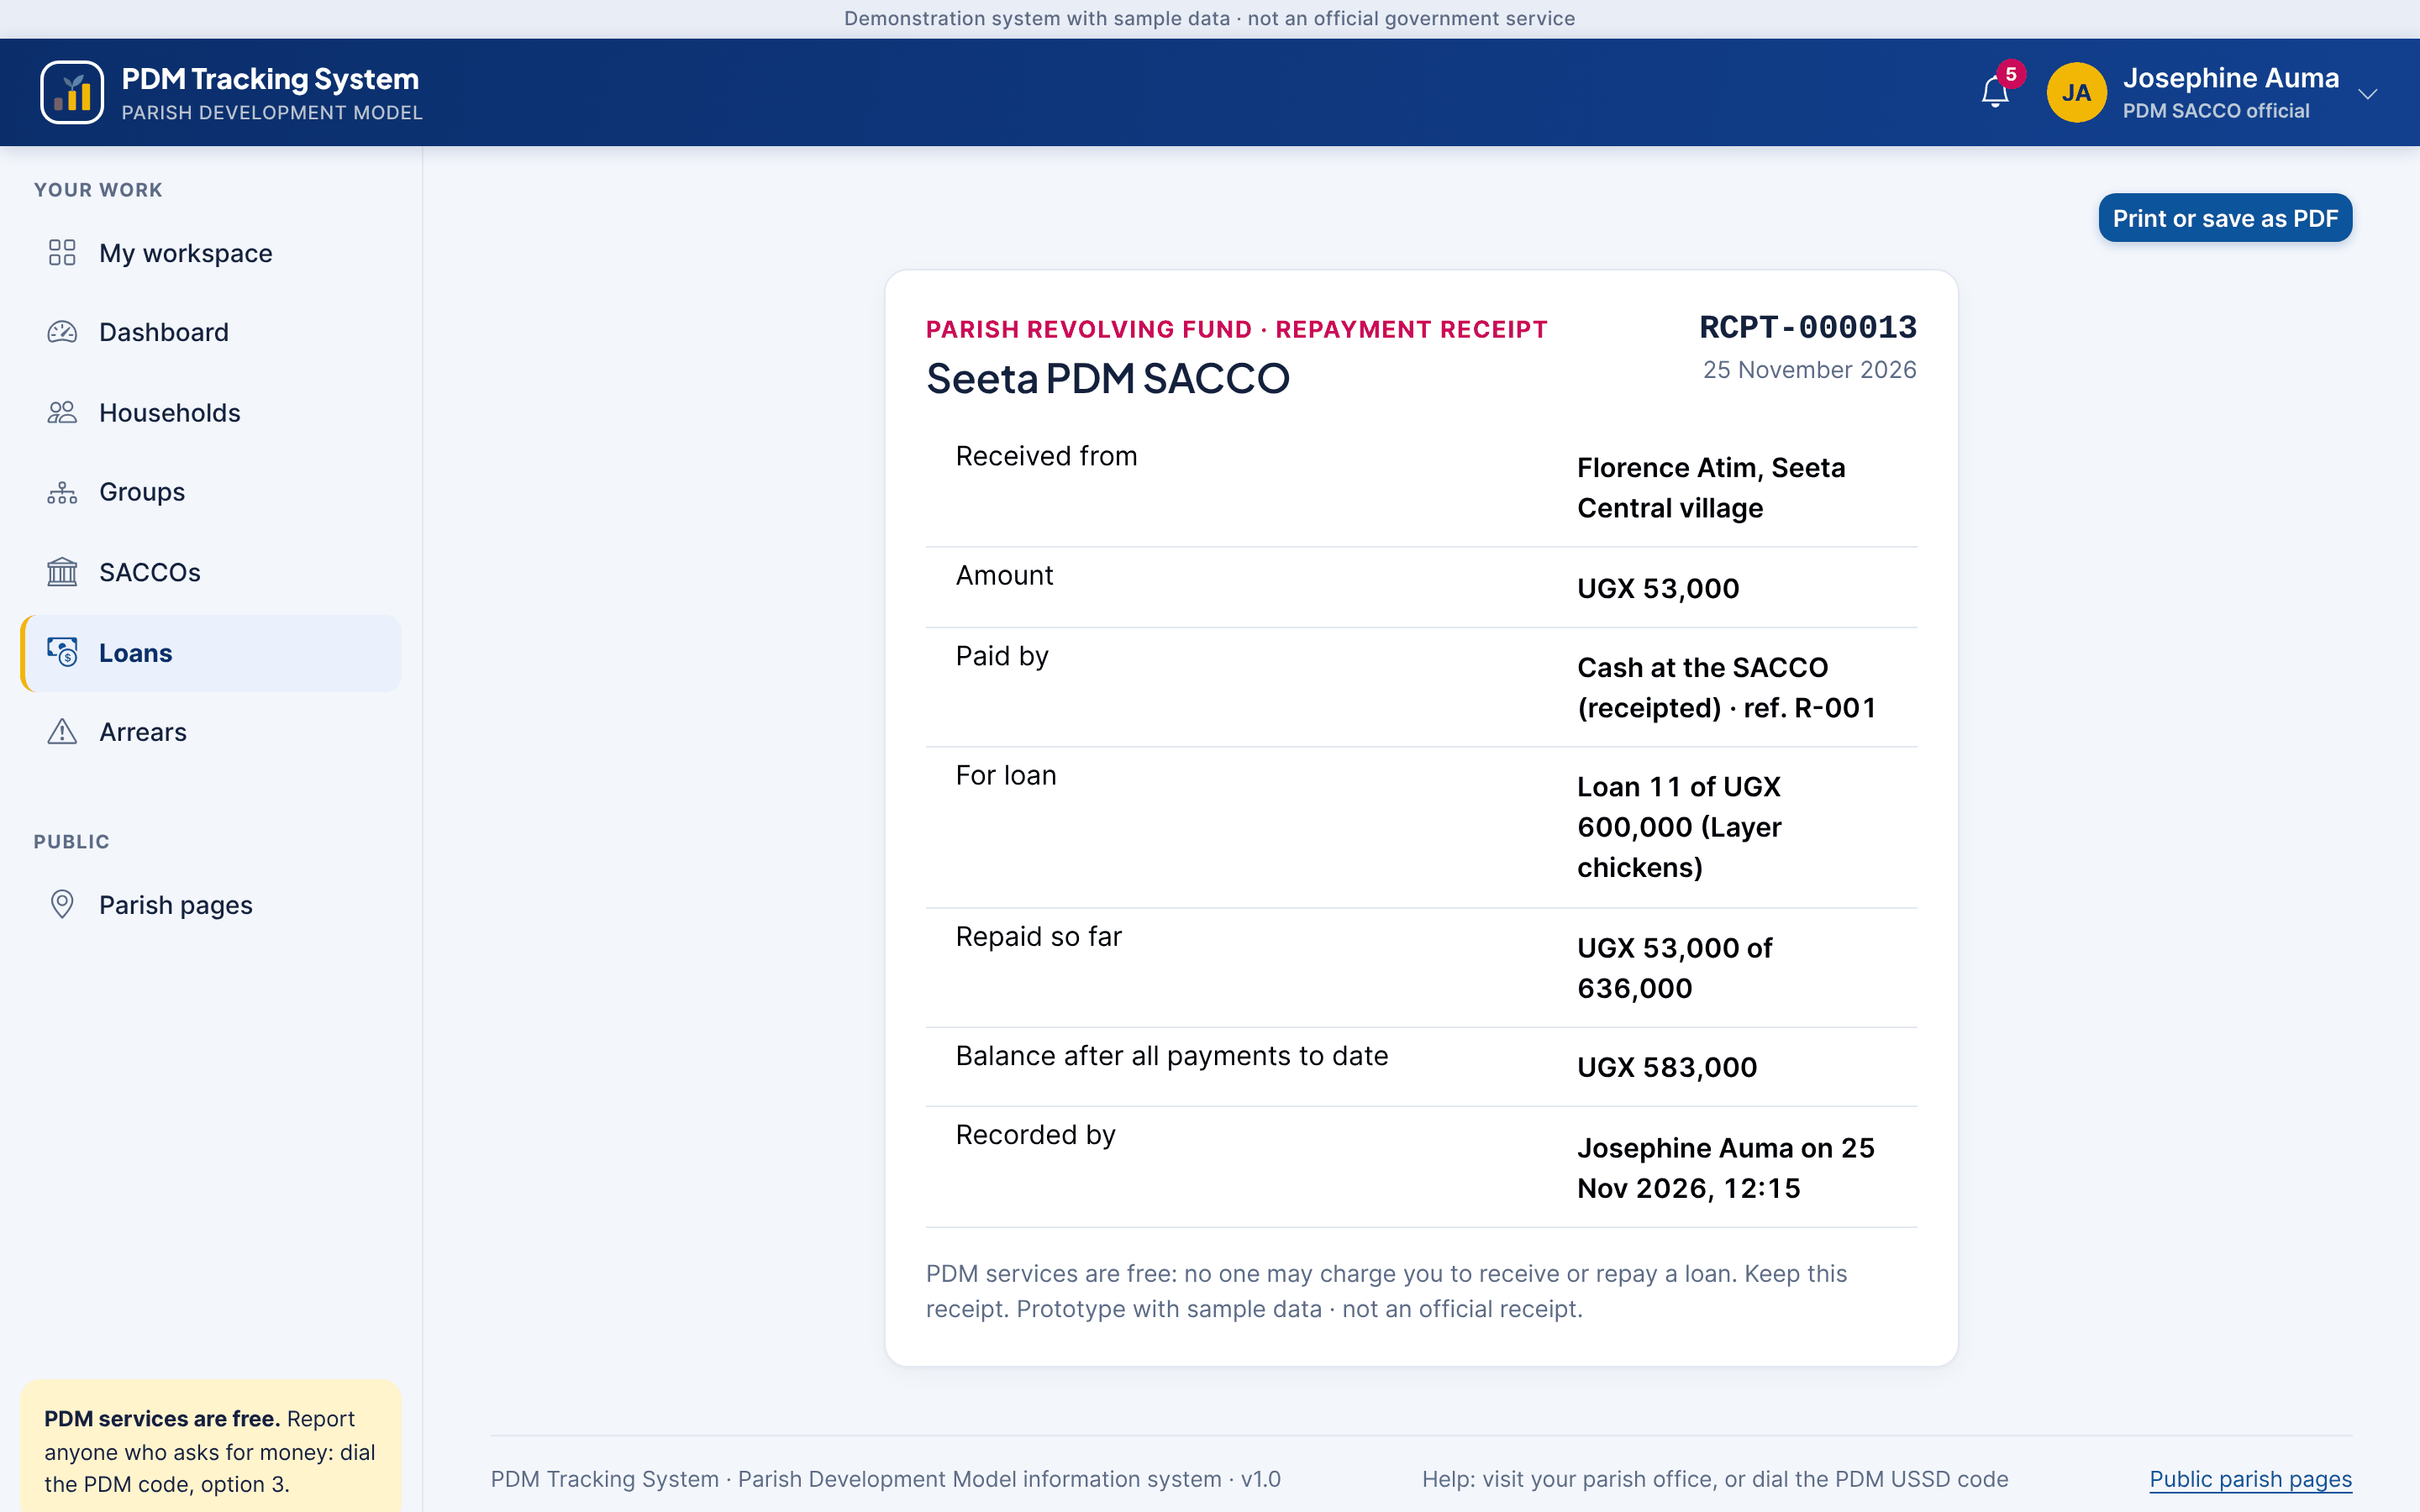 Demonstration system with sample data · not an official government service
PDM Tracking System
PARISH DEVELOPMENT MODEL
5
JA
Josephine Auma
PDM SACCO official
YOUR WORK
My workspace
Dashboard
Households
Groups
SACCOs
Loans
Arrears
PUBLIC
Parish pages
PDM services are free. Report
anyone who asks for money: dial
the PDM code, option 3.
Print or save as PDF
PARISH REVOLVING FUND · REPAYMENT RECEIPT
Seeta PDM SACCO
RCPT-000013
25 November 2026
Received from
Florence Atim, Seeta
Central village
Amount
UGX 53,000
Paid by
Cash at the SACCO
(receipted) · ref. R-001
For loan
Loan 11 of UGX
600,000 (Layer
chickens)
Repaid so far
UGX 53,000 of
636,000
Balance after all payments to date
UGX 583,000
Recorded by
Josephine Auma on 25
Nov 2026, 12:15
PDM services are free: no one may charge you to receive or repay a loan. Keep this
receipt. Prototype with sample data · not an official receipt.
PDM Tracking System · Parish Development Model information system · v1.0
Help: visit your parish office, or dial the PDM USSD code
Public parish pages